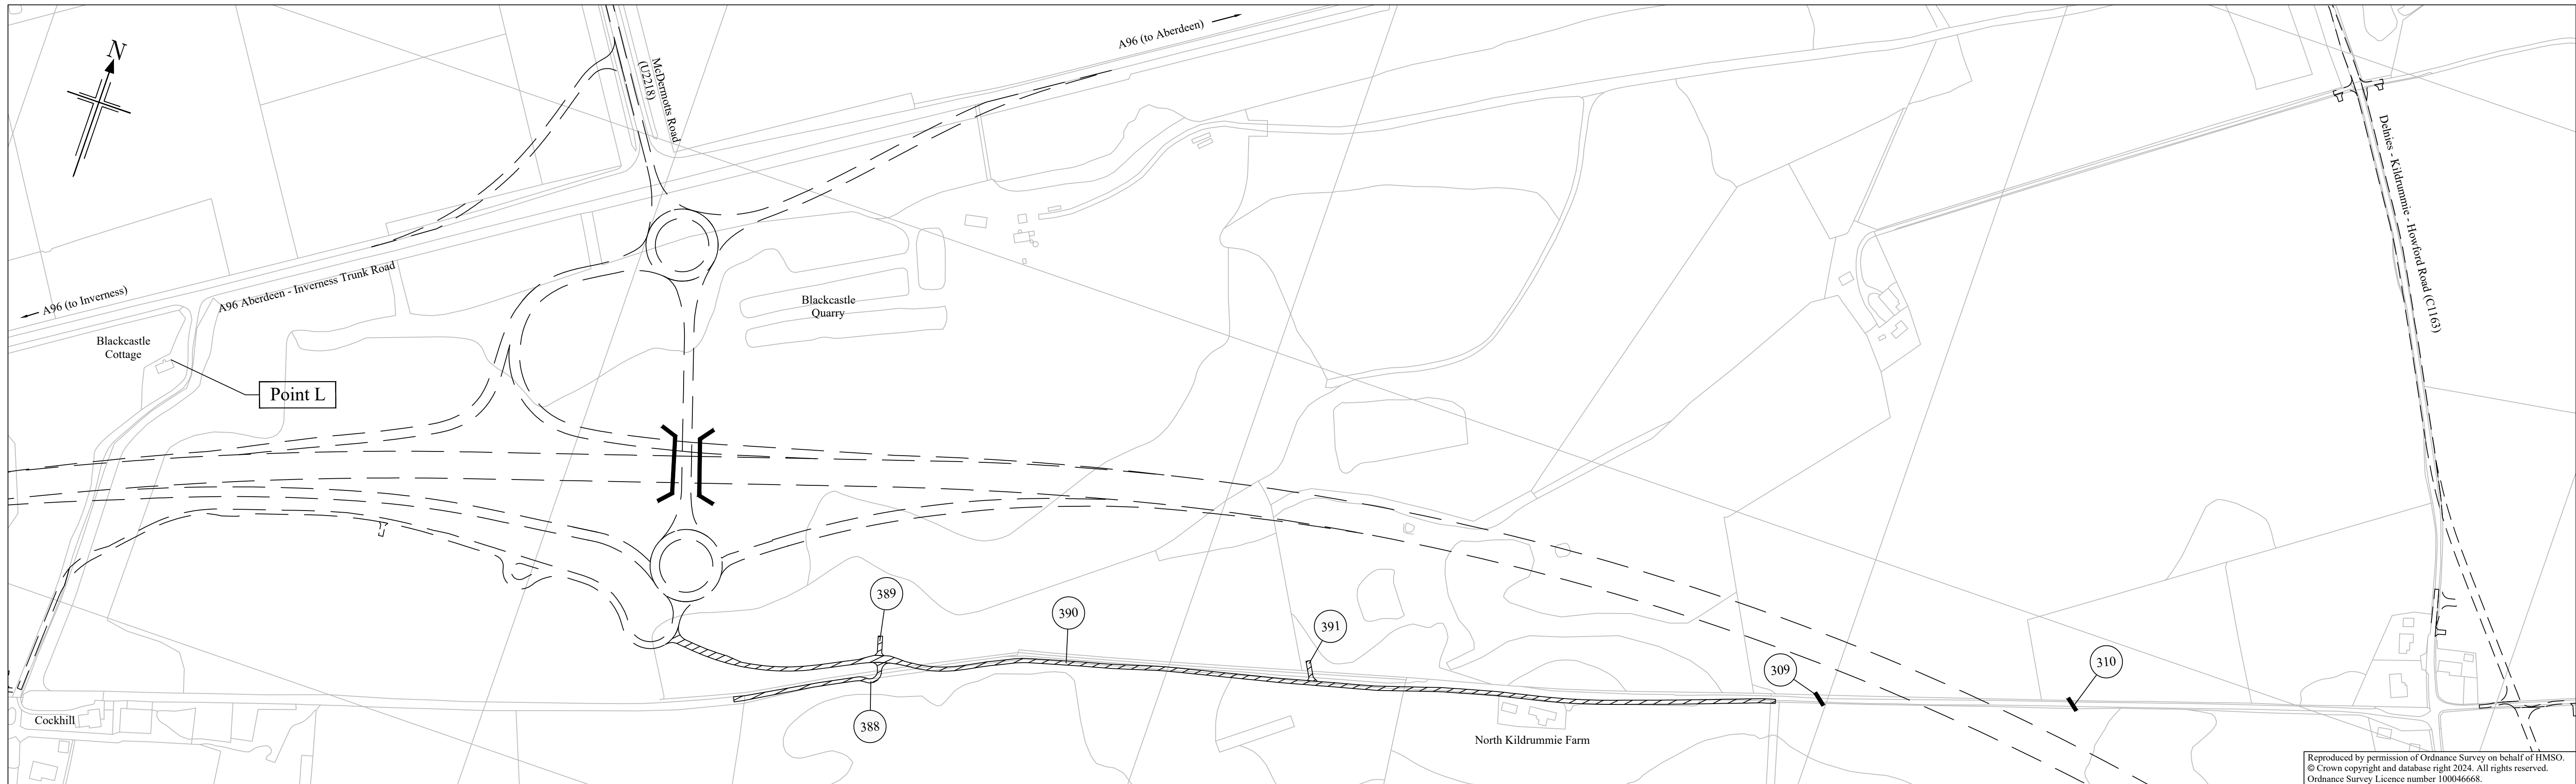 N
McDermotts Road
(U2218)
A96 (to Aberdeen)
A96 (to Inverness)
A96 Aberdeen - Inverness Trunk Road
Blackcastle
Cottage
Point L
Blackcastle
Quarry
Delnies - Kildrummie - Howford Road (C1163)
389
390
391
309
310
388
Cockhill
North Kildrummie Farm
Reproduced by permission of Ordnance Survey on behalf of HMSO.
© Crown copyright and database right 2024. All rights reserved.
Ordnance Survey Licence number 100046668.